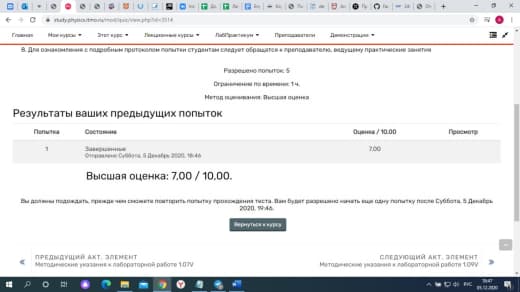 study.physics.itmo.ru/mod/quiz/view.php?id=3514
Главная Мои курсы Этот курс Лекционные курсы ЛабПрактикум Преподаватели Демонстрации
8. Для ознакомления с подробным протоколом попытки студентам следует обращатся к преподавателю, ведущему практические занятия
Разрешено попыток: 5
Ограничение по времени: 1 ч.
Метод оценивания: Высшая оценка
Результаты ваших предыдущих попыток
Попытка Состояние Оценка / 10.00 Просмотр
1 Завершенные 7.00
Отправлено Суббота, 5 Декабрь 2020, 18:46
Высшая оценка: 7,00 / 10.00.
Вы должны подождать, прежде чем сможете повторить попытку прохождения теста. Вам будет разрешено начать еще одну попытку после Суббота, 5 Декабрь
2020, 19:46.
Вернуться к курсу
ПРЕДЫДУЩИЙ АКТ. ЭЛЕМЕНТ
Методические указания к лабораторной работе 1.07V
СЛЕДУЮЩИЙ АКТ. ЭЛЕМЕНТ
Методические указания к лабораторной работе 1.09V
РУС
18:47
05.12.2020